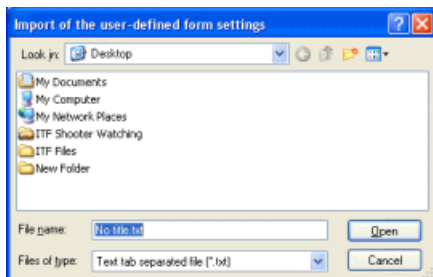 Import of the user-defined form settings
Look in: Desktop
My Documents
My Computer
My Network Places
ITF Shooter Watching
ITF Files
New Folder
File name: No title.txt Open
Files of type: Text tab separated file (*.txt) Cancel